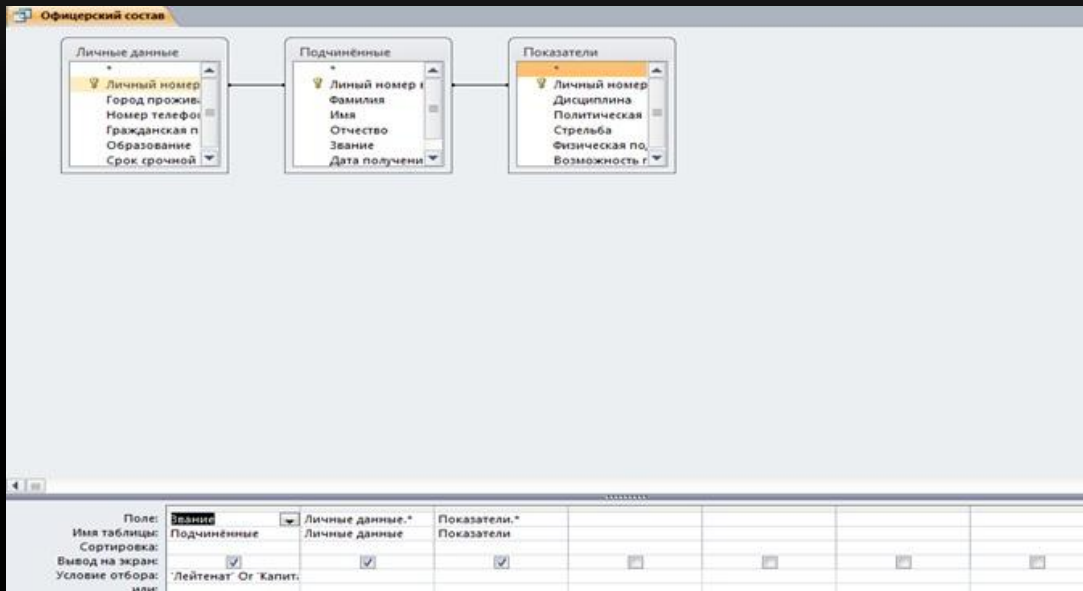 Офицерский состав
Личные данные
*
Личный номер
Город прожив
Номер телефо
Гражданская п
Образование
Срок срочной
Подчинённые
*
Линый номер
Фамилия
Имя
Отчество
Звание
Дата получени
Показатели
*
Личный номер
Дисциплина
Политическая
Стрельба
Физическая по
Возможность г
Поле: Звание Личные данные.* Показатели.*
Имя таблицы: Подчинённые Личные данные Показатели
Сортировка:
Вывод на экран:
Условие отбора: "Лейтенат" Or "Капит
или: